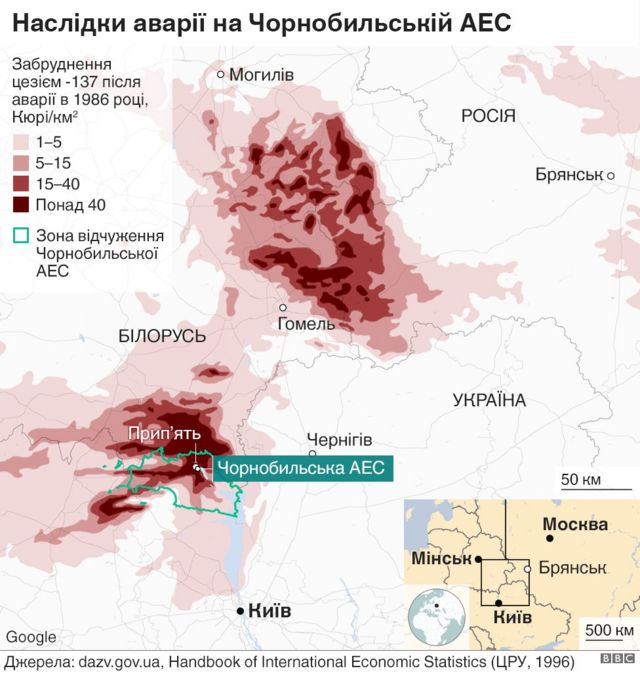 Наслідки аварії на Чорнобильській АЕС
Забруднення
цезієм -137 після
аварії в 1986 році,
Кюрі/км²
1–5
5–15
15–40
Понад 40
Зона відчуження
Чорнобильської
АЕС
Могилів
РОСІЯ
Брянськ
Гомель
БІЛОРУСЬ
УКРАЇНА
Прип’ять
Чернігів
Чорнобильська АЕС
50 км
Київ
Москва
Мінськ
Брянськ
Київ
500 км
Google
Джерела: dazv.gov.ua, Handbook of International Economic Statistics (ЦРУ, 1996)
BBC